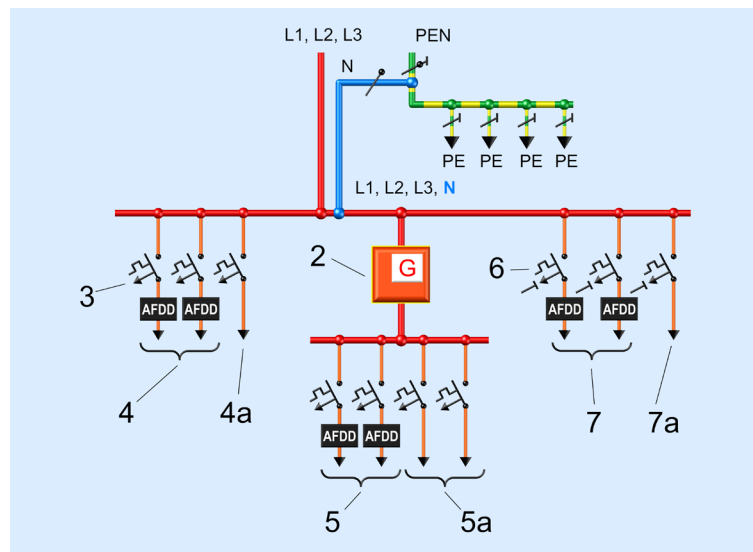 L1, L2, L3
PEN
N
PE PE PE PE
L1, L2, L3, N
2
G
3
6
AFDD AFDD
AFDD AFDD
4
4a
7
7a
AFDD AFDD
5
5a